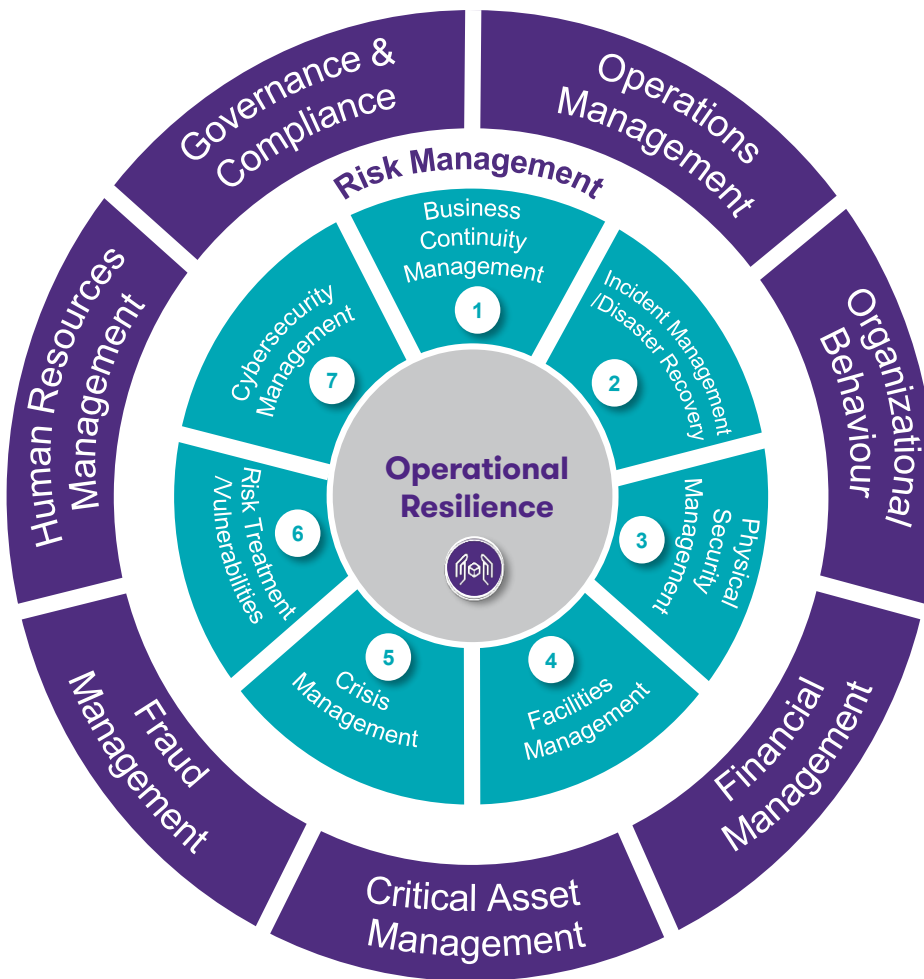 Governance &
Compliance
Operations
Management
Organizational
Behaviour
Financial
Management
Critical Asset
Management
Fraud
Management
Human Resources
Management
Risk Management
Business
Continuity
Management
1
Incident Management
/Disaster Recovery
2
Physical
Security
Management
3
Facilities
Management
4
Crisis
Management
5
Risk Treatment
/Vulnerabilities
6
Cybersecurity
Management
7
Operational
Resilience